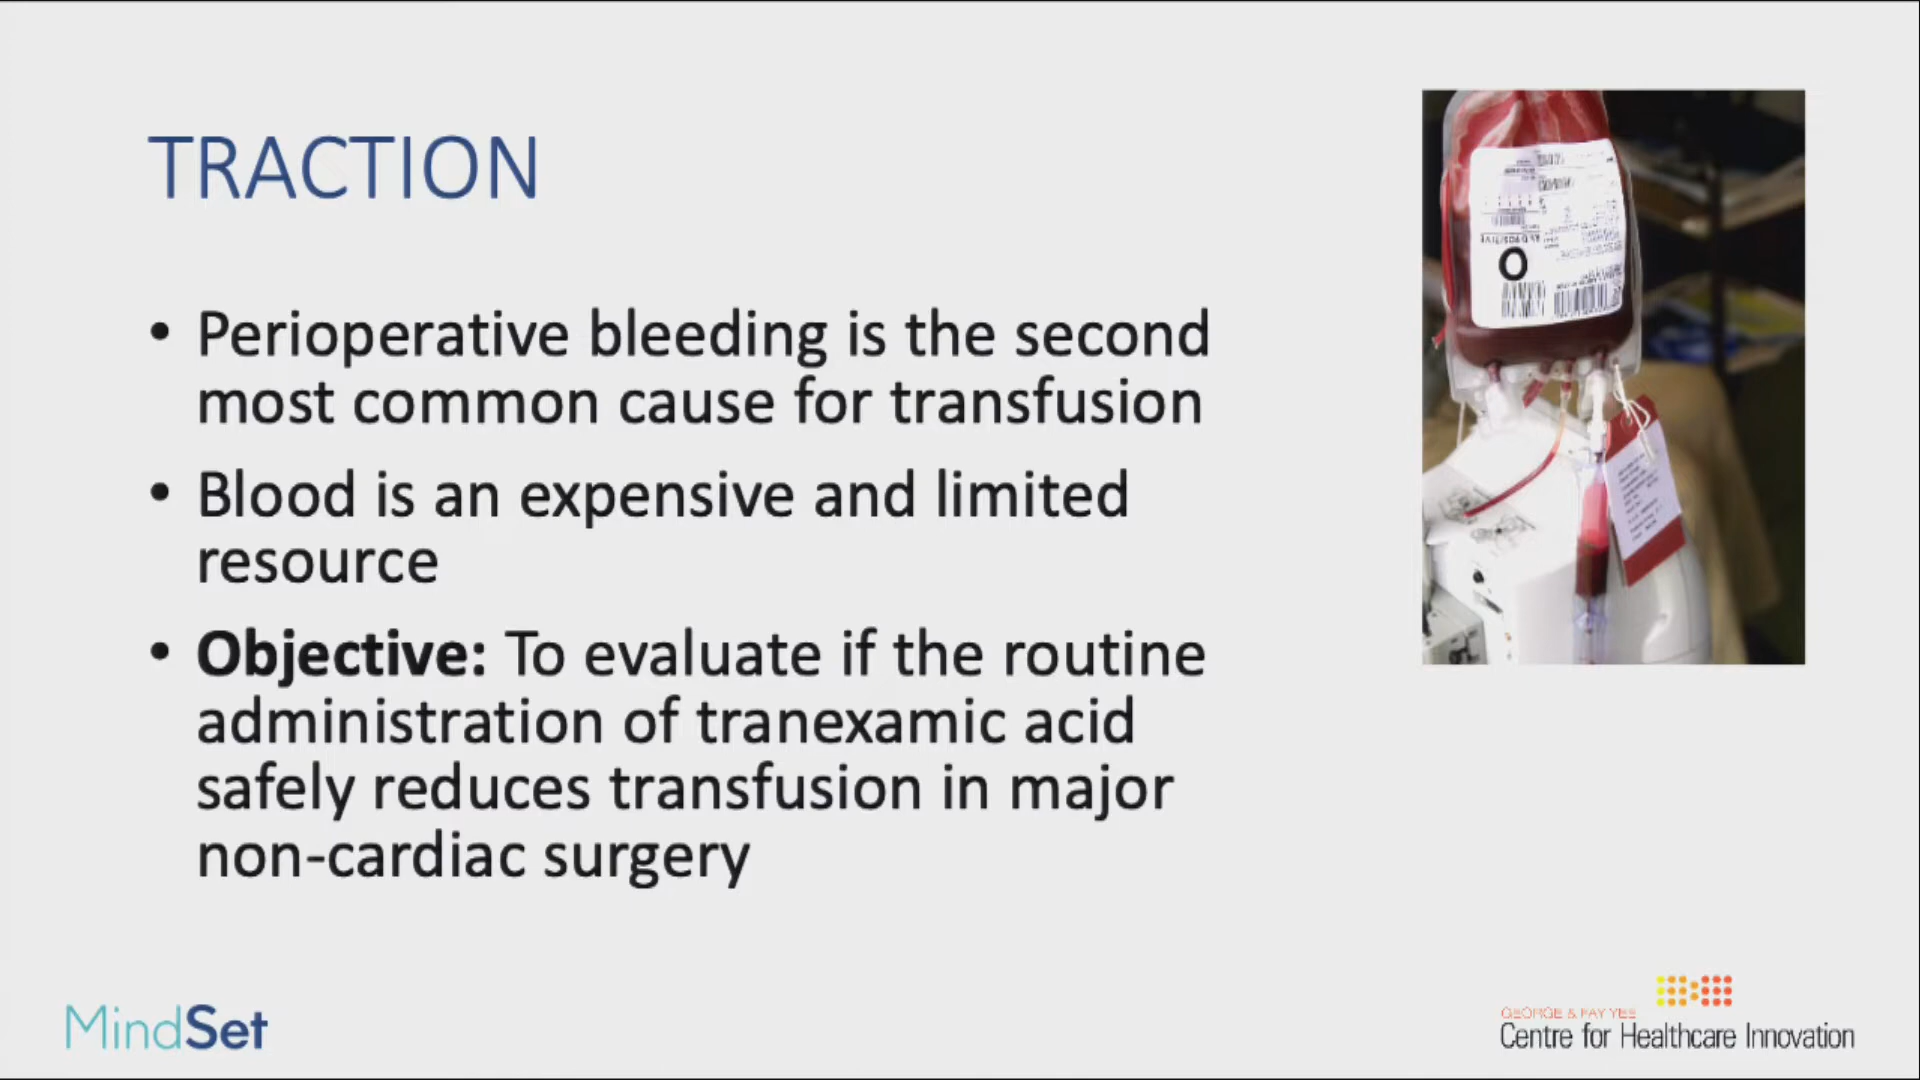 TRACTION
• Perioperative bleeding is the second
most common cause for transfusion
• Blood is an expensive and limited
resource
• Objective: To evaluate if the routine
administration of tranexamic acid
safely reduces transfusion in major
non-cardiac surgery
O
MindSet
GEORGE & FAY YEE
Centre for Healthcare Innovation